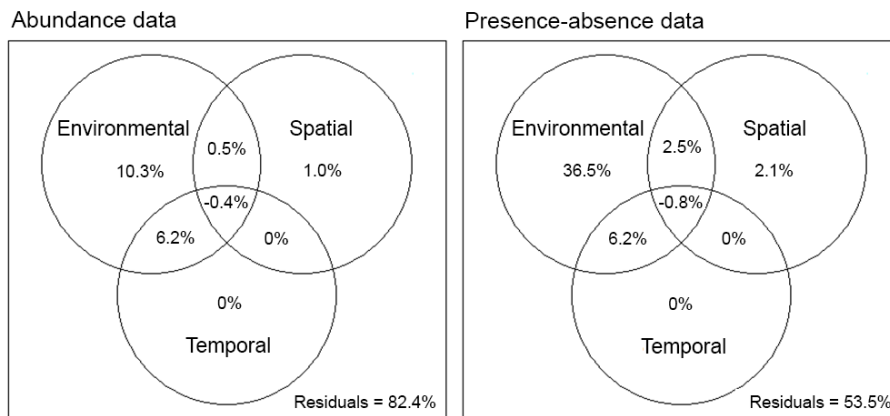 Abundance data
Environmental
Spatial
0.5%
10.3%
1.0%
-0.4%
6.2%
0%
0%
Temporal
Residuals = 82.4%
Presence-absence data
Environmental
Spatial
2.5%
36.5%
2.1%
-0.8%
6.2%
0%
0%
Temporal
Residuals = 53.5%